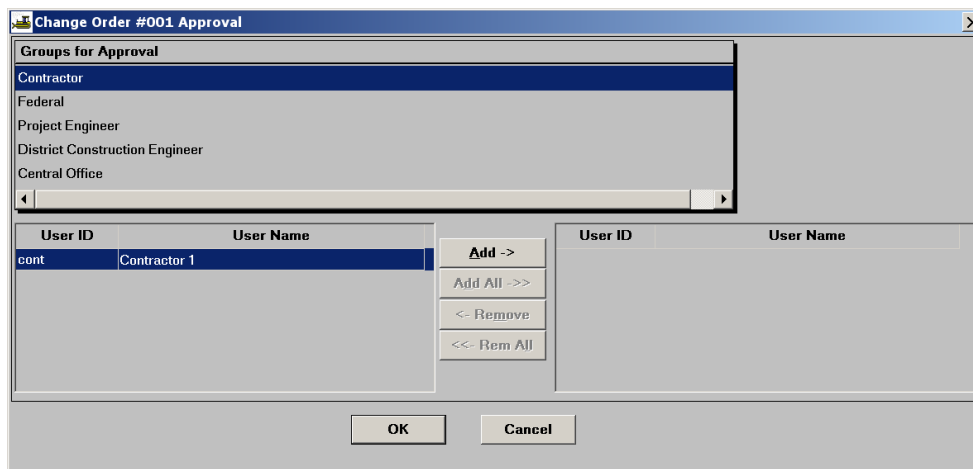 Change Order #001 Approval
Groups for Approval
Contractor
Federal
Project Engineer
District Construction Engineer
Central Office
User ID User Name
cont Contractor 1
Add ->
Add All ->>
<- Remove
<<- Rem All
User ID User Name
OK Cancel